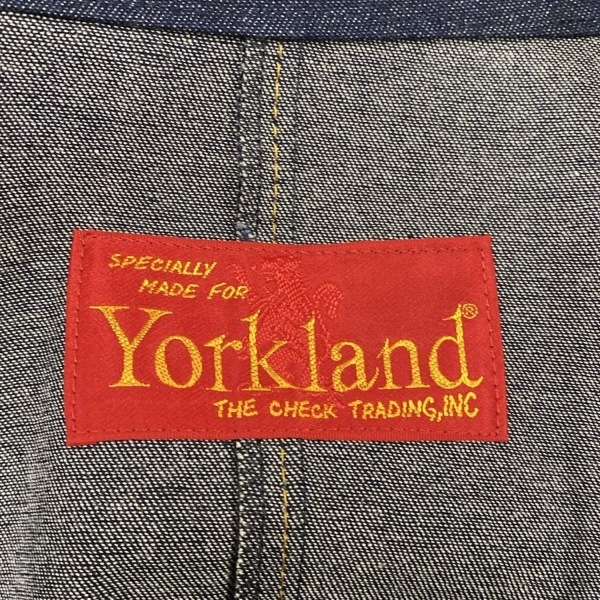 SPECIALLY
MADE FOR
Yorkland®
THE CHECK TRADING,INC